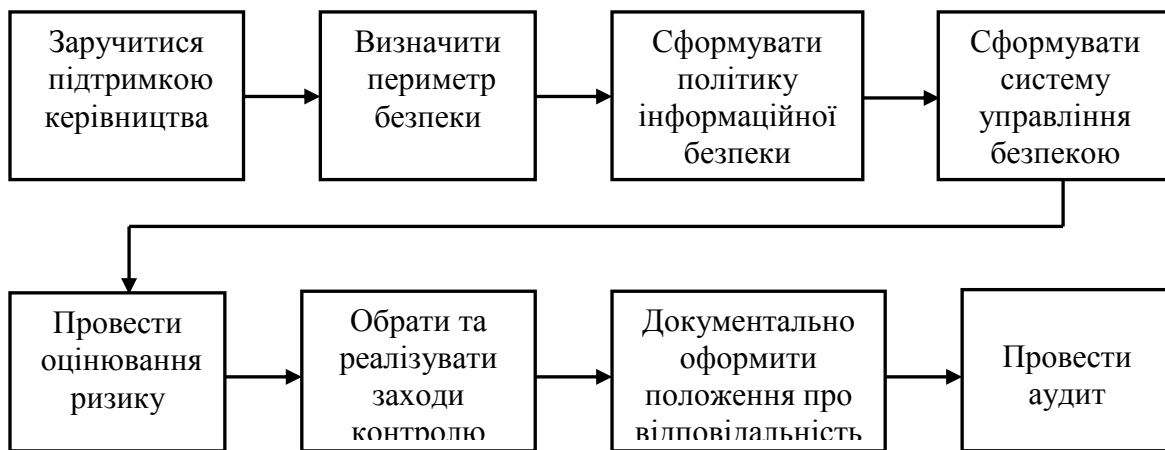 Заручитися
підтримкою
керівництва
Визначити
периметр
безпеки
Сформувати
політику
інформаційної
безпеки
Сформувати
систему
управління
безпекою
Провести
оцінювання
ризику
Обрати та
реалізувати
заходи
контролю
Документально
оформити
положення про
відповідальність
Провести
аудит